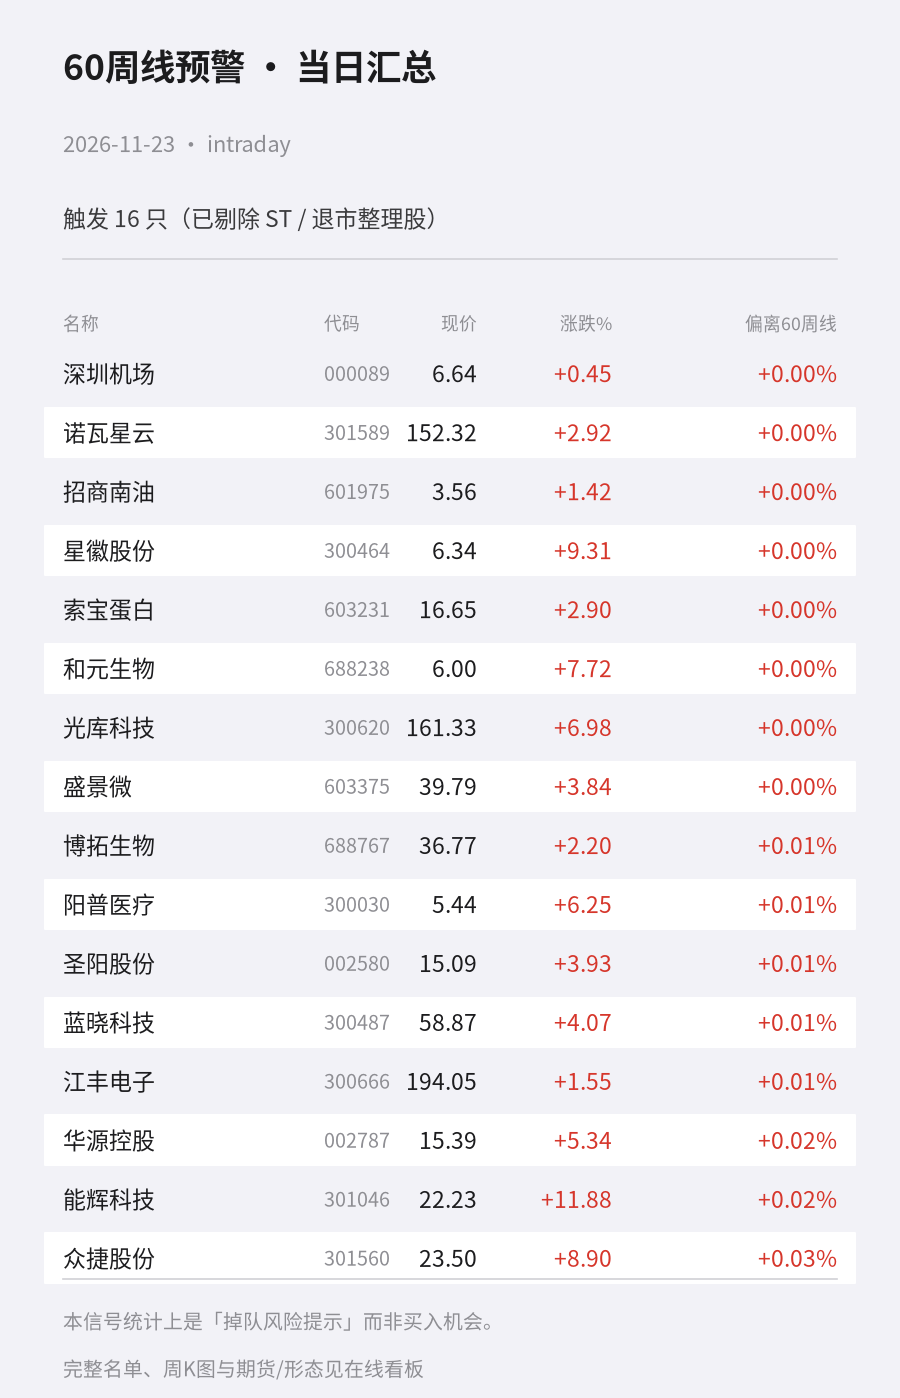 60周线预警 · 当日汇总
2026-11-23 · intraday
触发 16 只（已剔除 ST / 退市整理股）
名称 代码 现价 涨跌% 偏离60周线
深圳机场 000089 6.64 +0.45 +0.00%
诺瓦星云 301589 152.32 +2.92 +0.00%
招商南油 601975 3.56 +1.42 +0.00%
星徽股份 300464 6.34 +9.31 +0.00%
索宝蛋白 603231 16.65 +2.90 +0.00%
和元生物 688238 6.00 +7.72 +0.00%
光库科技 300620 161.33 +6.98 +0.00%
盛景微 603375 39.79 +3.84 +0.00%
博拓生物 688767 36.77 +2.20 +0.01%
阳普医疗 300030 5.44 +6.25 +0.01%
圣阳股份 002580 15.09 +3.93 +0.01%
蓝晓科技 300487 58.87 +4.07 +0.01%
江丰电子 300666 194.05 +1.55 +0.01%
华源控股 002787 15.39 +5.34 +0.02%
能辉科技 301046 22.23 +11.88 +0.02%
众捷股份 301560 23.50 +8.90 +0.03%
本信号统计上是「掉队风险提示」而非买入机会。
完整名单、周K图与期货/形态见在线看板